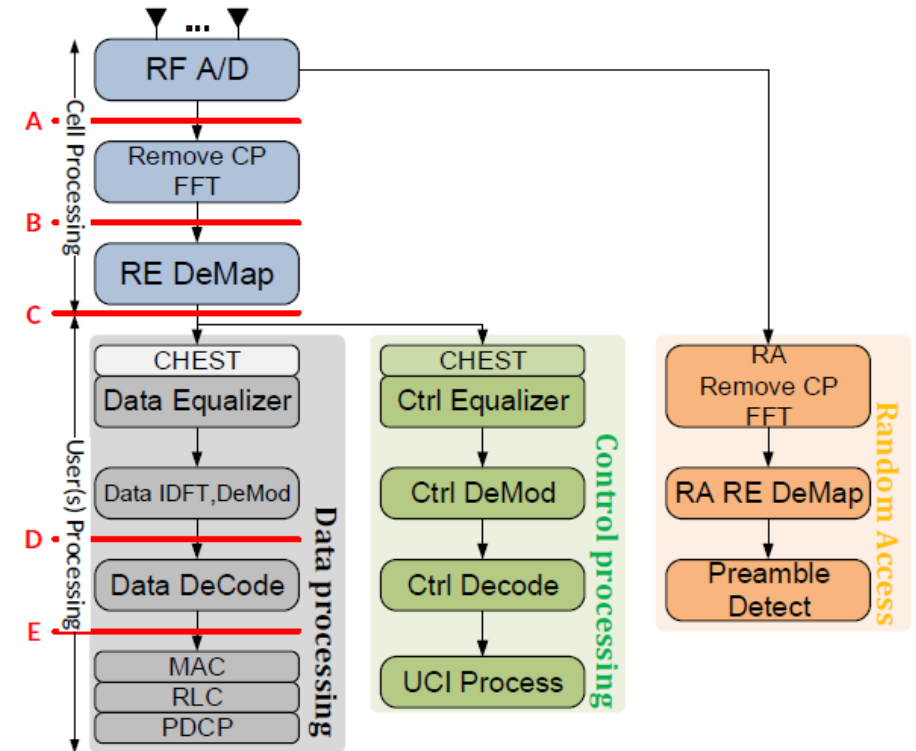 ...
RF A/D
A
Cell Processing
Remove CP
FFT
B
RE DeMap
C
CHEST
Data Equalizer
Data IDFT,DeMod
D
Data DeCode
E
MAC
RLC
PDCP
User(s) Processing
Data processing
CHEST
Ctrl Equalizer
Ctrl DeMod
Ctrl Decode
UCI Process
Control processing
RA
Remove CP
FFT
RA RE DeMap
Preamble
Detect
Random Access